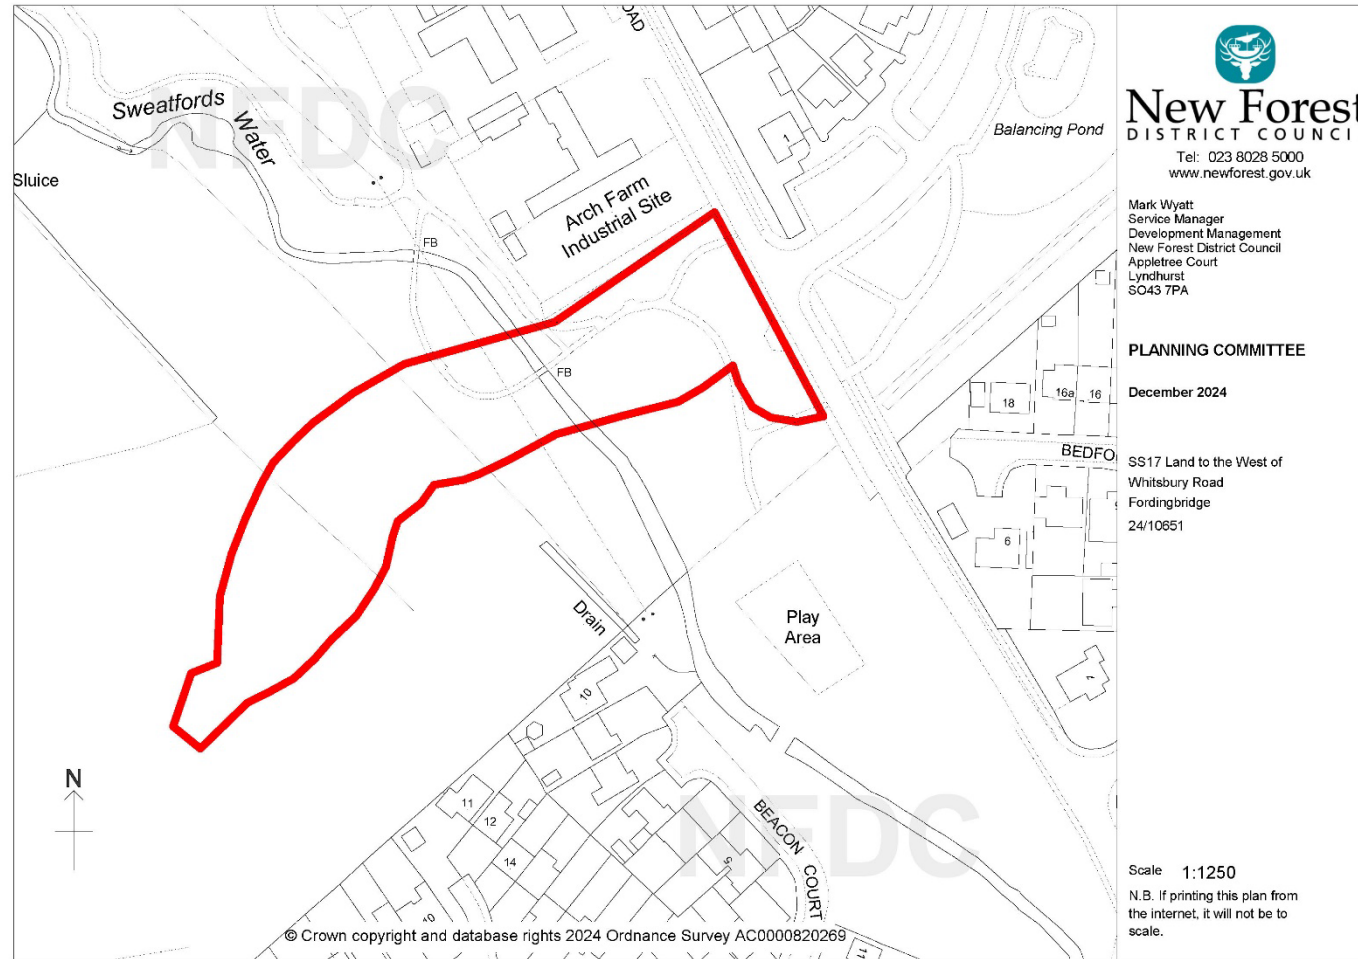 OAD
Sweatfords
Water
NFDC
Sluice
FB
Arch Farm
Industrial Site
1
Balancing Pond
FB
18
16a
16
BEDFO
6
Play
Area
Drain
10
11
12
14
5
BEACON COURT
NFDC
10
N
© Crown copyright and database rights 2024 Ordnance Survey AC0000820269
New Forest
DISTRICT COUNCI
Tel: 023 8028 5000
www.newforest.gov.uk
Mark Wyatt
Service Manager
Development Management
New Forest District Council
Appletree Court
Lyndhurst
SO43 7PA
PLANNING COMMITTEE
December 2024
SS17 Land to the West of
Whitsbury Road
Fordingbridge
24/10651
Scale 1:1250
N.B. If printing this plan from
the internet, it will not be to
scale.